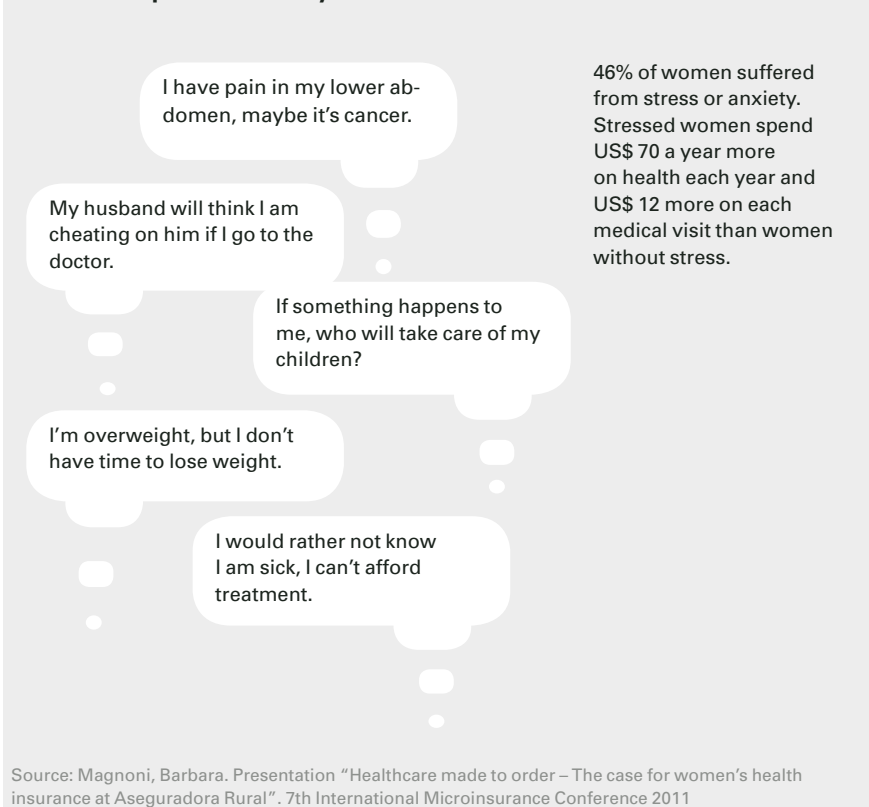 I have pain in my lower ab-
domen, maybe it's cancer.
My husband will think I am
cheating on him if I go to the
doctor.
If something happens to
me, who will take care of my
children?
I'm overweight, but I don't
have time to lose weight.
I would rather not know
I am sick, I can't afford
treatment.
46% of women suffered
from stress or anxiety.
Stressed women spend
US$ 70 a year more
on health each year and
US$ 12 more on each
medical visit than women
without stress.
Source: Magnoni, Barbara. Presentation “Healthcare made to order – The case for women's health
insurance at Aseguradora Rural”. 7th International Microinsurance Conference 2011